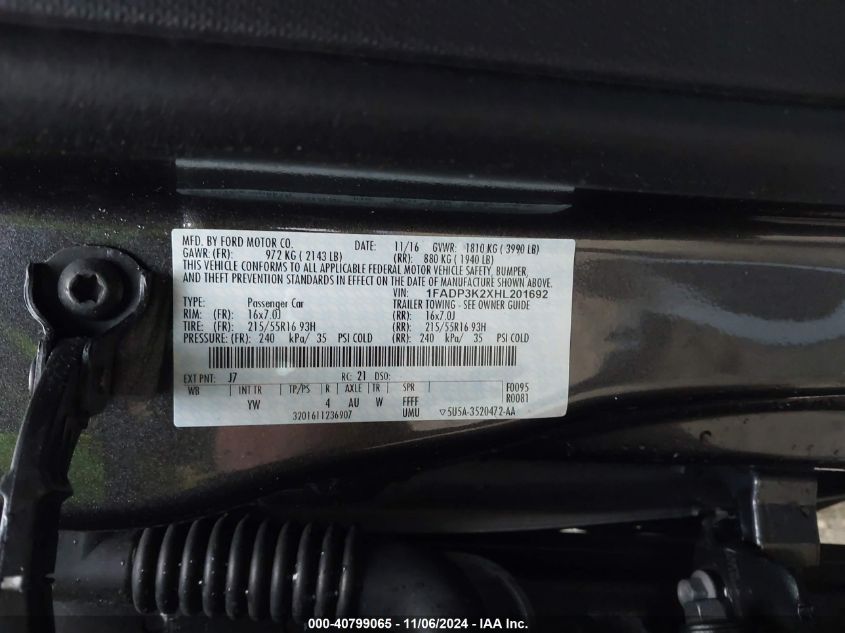 MFD. BY FORD MOTOR CO. DATE: 11/16 GVWR: 1810 KG ( 3990 LB)
GAWR: (FR): 972 KG ( 2143 LB) (RR): 880 KG ( 1940 LB)
THIS VEHICLE CONFORMS TO ALL APPLICABLE FEDERAL MOTOR VEHICLE SAFETY, BUMPER,
AND THEFT PREVENTION STANDARDS IN EFFECT ON THE DATE OF MANUFACTURE SHOWN ABOVE.
VIN: 1FADP3K2XHL201692
TYPE: Passenger Car TRAILER TOWING - SEE OWNER GUIDE
RIM: (FR): 16x7.0J (RR): 16x7.0J
TIRE: (FR): 215/55R16 93H (RR): 215/55R16 93H
PRESSURE: (FR): 240 kPa/ 35 PSI COLD (RR): 240 kPa/ 35 PSI COLD
EXT PNT: J7 RC: 21 DSO:
WB INT TR TP/PS R AXLE TR SPR F0095
YW 4 AU W FFFF R0081
3201611236907 UMU ▽5U5A-3520472-AA
000-40799065 - 11/06/2024 - IAA Inc.